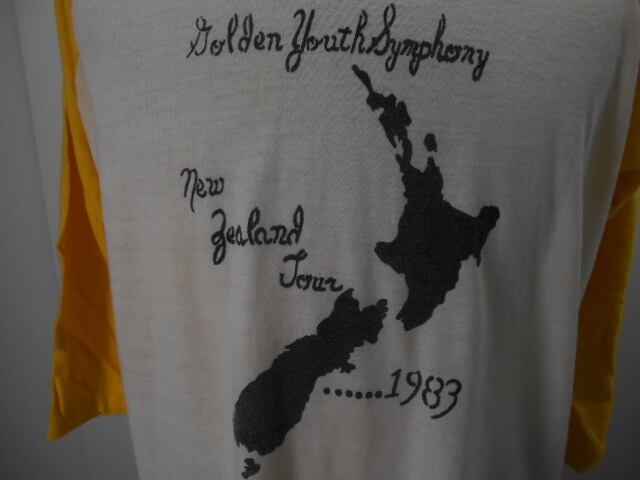 Golden Youth Symphony
New
Zealand
Tour
......1983